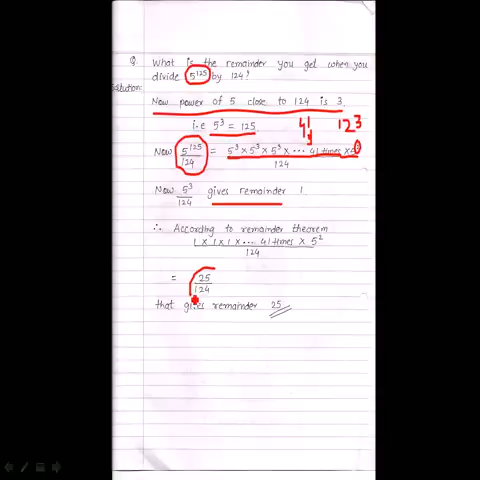 Q. What is the remainder you get when you
divide 5^125 by 124?
Solution:
Now power of 5 close to 124 is 3.
i.e 5^3 = 125
41 123
Now 5^125/124 = 5^3 × 5^3 × 5^3 × ... 41 times × /124
Now 5^3/124 gives remainder 1.
∴ According to remainder theorem
1 × 1 × 1 × ... 41 times × 5^2 / 124
= 25/124
that gives remainder 25